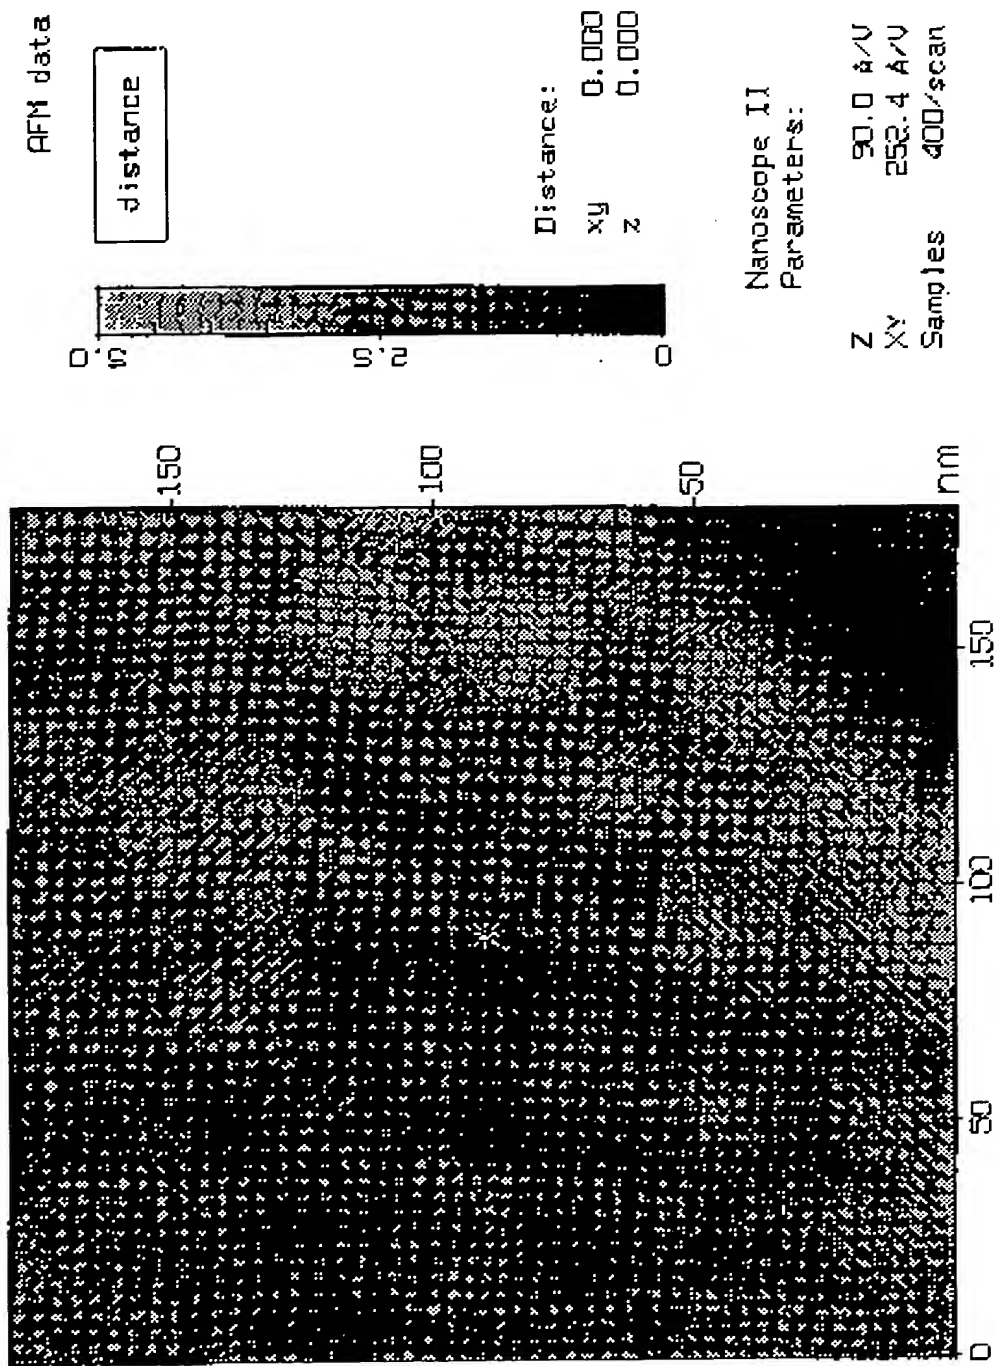 AFM data
distance
5.0
2.5
0
Distance:
xy 0.000
z 0.000
Nanoscope II
Parameters:
Z 90.0 Å/V
XY 252.4 Å/V
Samples 400/scan
150
100
50
nm
0 50 100 150